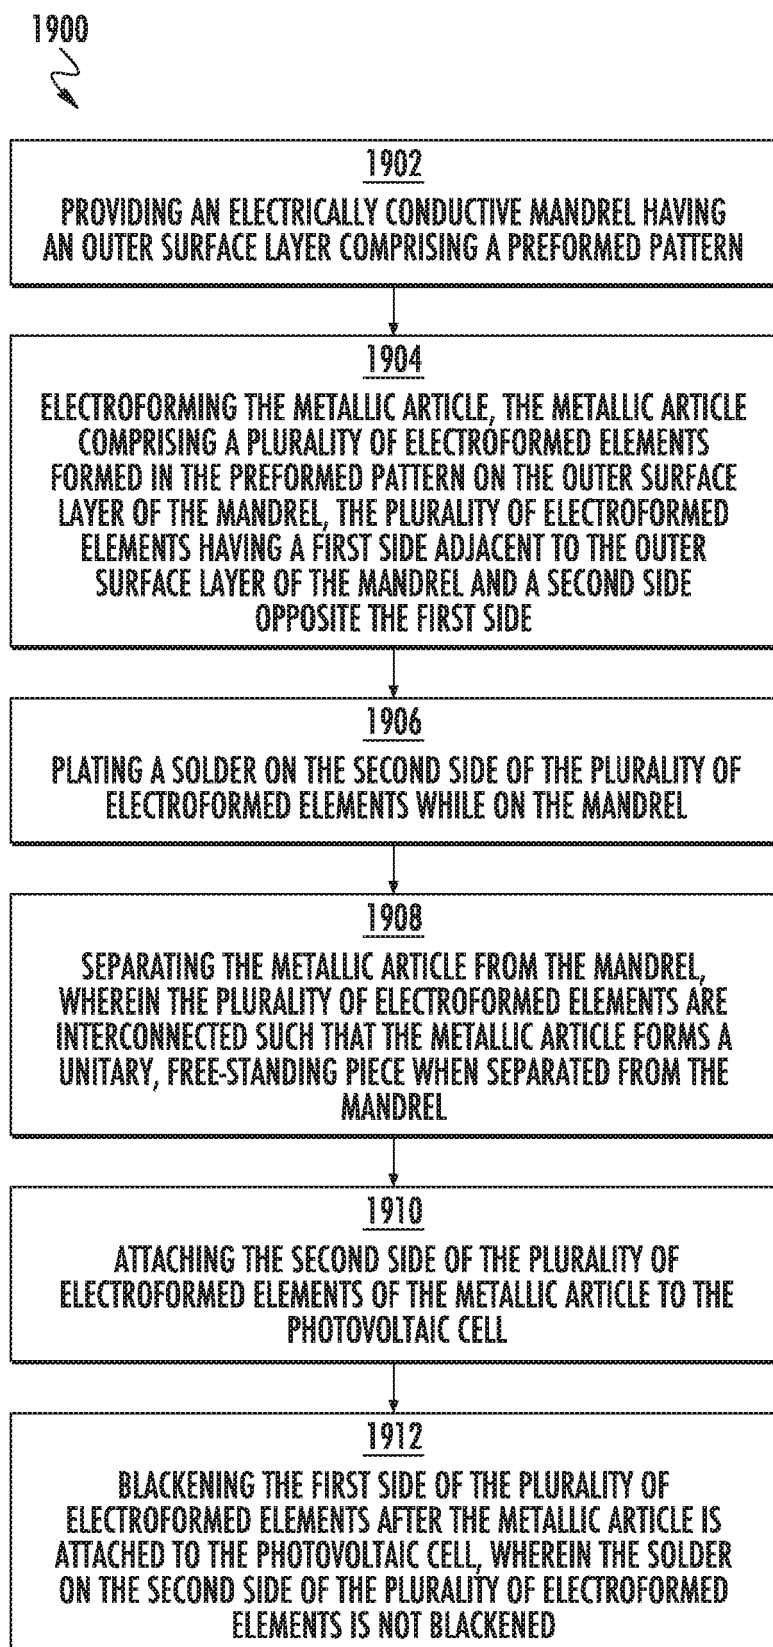 1900
1902
PROVIDING AN ELECTRICALLY CONDUCTIVE MANDREL HAVING
AN OUTER SURFACE LAYER COMPRISING A PREFORMED PATTERN
1904
ELECTROFORMING THE METALLIC ARTICLE, THE METALLIC ARTICLE
COMPRISING A PLURALITY OF ELECTROFORMED ELEMENTS
FORMED IN THE PREFORMED PATTERN ON THE OUTER SURFACE
LAYER OF THE MANDREL, THE PLURALITY OF ELECTROFORMED
ELEMENTS HAVING A FIRST SIDE ADJACENT TO THE OUTER
SURFACE LAYER OF THE MANDREL AND A SECOND SIDE
OPPOSITE THE FIRST SIDE
1906
PLATING A SOLDER ON THE SECOND SIDE OF THE PLURALITY OF
ELECTROFORMED ELEMENTS WHILE ON THE MANDREL
1908
SEPARATING THE METALLIC ARTICLE FROM THE MANDREL,
WHEREIN THE PLURALITY OF ELECTROFORMED ELEMENTS ARE
INTERCONNECTED SUCH THAT THE METALLIC ARTICLE FORMS A
UNITARY, FREE-STANDING PIECE WHEN SEPARATED FROM THE
MANDREL
1910
ATTACHING THE SECOND SIDE OF THE PLURALITY OF
ELECTROFORMED ELEMENTS OF THE METALLIC ARTICLE TO THE
PHOTOVOLTAIC CELL
1912
BLACKENING THE FIRST SIDE OF THE PLURALITY OF
ELECTROFORMED ELEMENTS AFTER THE METALLIC ARTICLE IS
ATTACHED TO THE PHOTOVOLTAIC CELL, WHEREIN THE SOLDER
ON THE SECOND SIDE OF THE PLURALITY OF ELECTROFORMED
ELEMENTS IS NOT BLACKENED